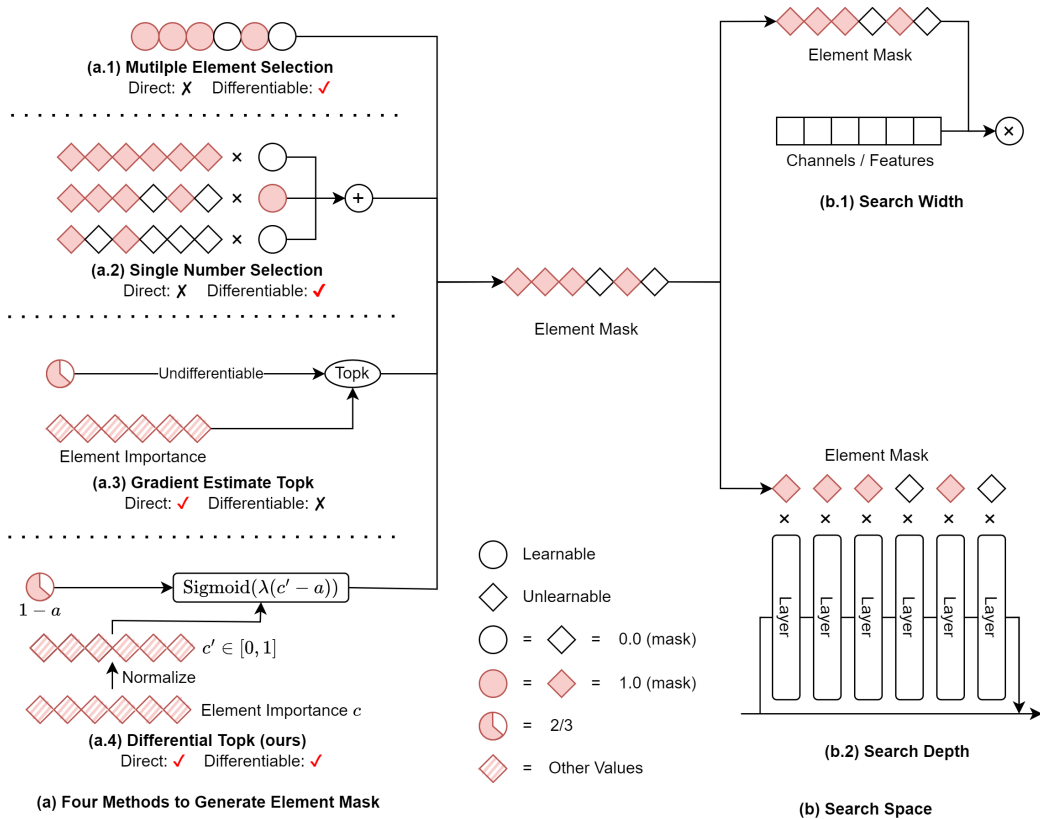 (a.1) Mutilple Element Selection
Direct: ✗ Differentiable: ✓
× 
×
×
+
(a.2) Single Number Selection
Direct: ✗ Differentiable: ✓
Undifferentiable
Topk
Element Importance
(a.3) Gradient Estimate Topk
Direct: ✓ Differentiable: ✗
Sigmoid(λ(c′ − a))
1 − a
c′ ∈ [0, 1]
Normalize
Element Importance c
(a.4) Differential Topk (ours)
Direct: ✓ Differentiable: ✓
(a) Four Methods to Generate Element Mask
Element Mask
Learnable
Unlearnable
= = 0.0 (mask)
= = 1.0 (mask)
= 2/3
= Other Values
Element Mask
×
Channels / Features
(b.1) Search Width
Element Mask
× × × × × ×
Layer Layer Layer Layer Layer Layer
(b.2) Search Depth
(b) Search Space